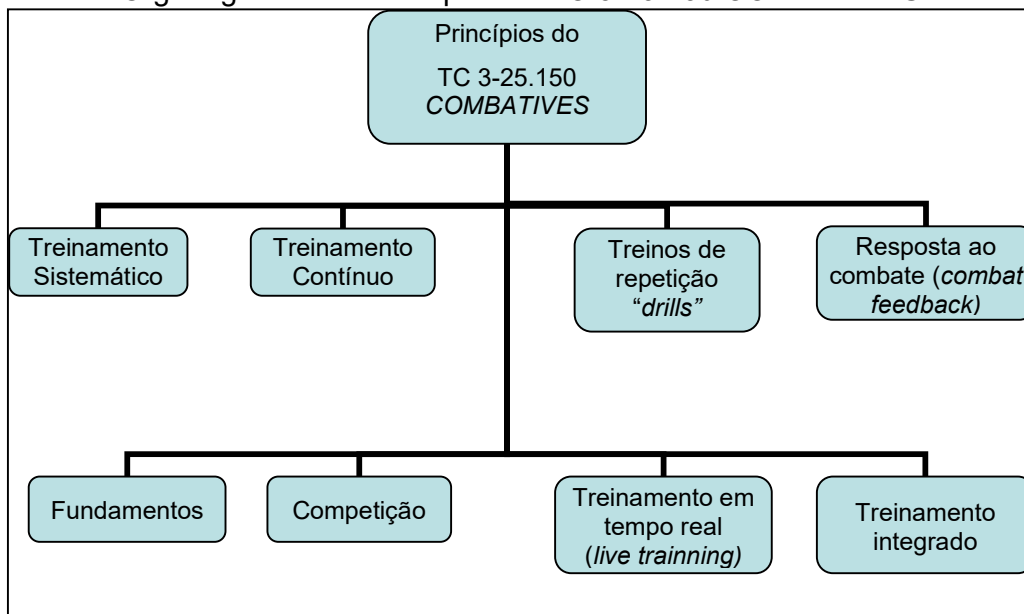 Princípios do
TC 3-25.150
COMBATIVES
Treinamento
Sistemático
Treinamento
Contínuo
Treinos de
repetição
“drills”
Resposta ao
combate (combat
feedback)
Fundamentos
Competição
Treinamento em
tempo real
(live trainning)
Treinamento
integrado